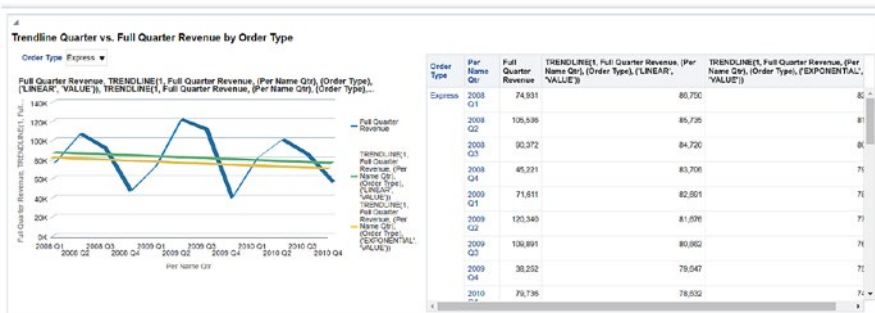 Trendline Quarter vs. Full Quarter Revenue by Order Type
Order Type Express
Full Quarter Revenue, TRENDLINE(1, Full Quarter Revenue, (Per Name Qtr), (Order Type),
('LINEAR', 'VALUE')), TRENDLINE(1, Full Quarter Revenue, (Per Name Qtr), (Order Type),...
Full Quarter Revenue, TRENDLINE(1, Ful...
140K
120K
100K
80K
60K
40K
20K
0K
2008 Q1
2008 Q2
2008 Q3
2008 Q4
2009 Q1
2009 Q2
2009 Q3
2009 Q4
2010 Q1
2010 Q2
2010 Q3
2010 Q4
Per Name Qtr
Full Quarter
Revenue
TRENDLINE(1,
Full Quarter
Revenue, (Per
Name Qtr),
(Order Type),
('LINEAR',
'VALUE'))
TRENDLINE(1,
Full Quarter
Revenue, (Per
Name Qtr),
(Order Type),
('EXPONENTIAL',
'VALUE'))
Order
Type
Per
Name
Qtr
Full
Quarter
Revenue
TRENDLINE(1, Full Quarter Revenue, (Per
Name Qtr), (Order Type), ('LINEAR',
'VALUE'))
TRENDLINE(1, Full Quarter Revenue, (Per
Name Qtr), (Order Type), ('EXPONENTIAL',
'VALUE'))
Express
2008 Q1 74,931 86,750
2008 Q2 85,735
2008 Q3 84,720
2008 Q4 45,221 83,706
2009 Q1 71,611
2009 Q2 120,340 81,676
2009 Q3 109,891
2009 Q4 38,252 79,647
2010 79,736 78,632